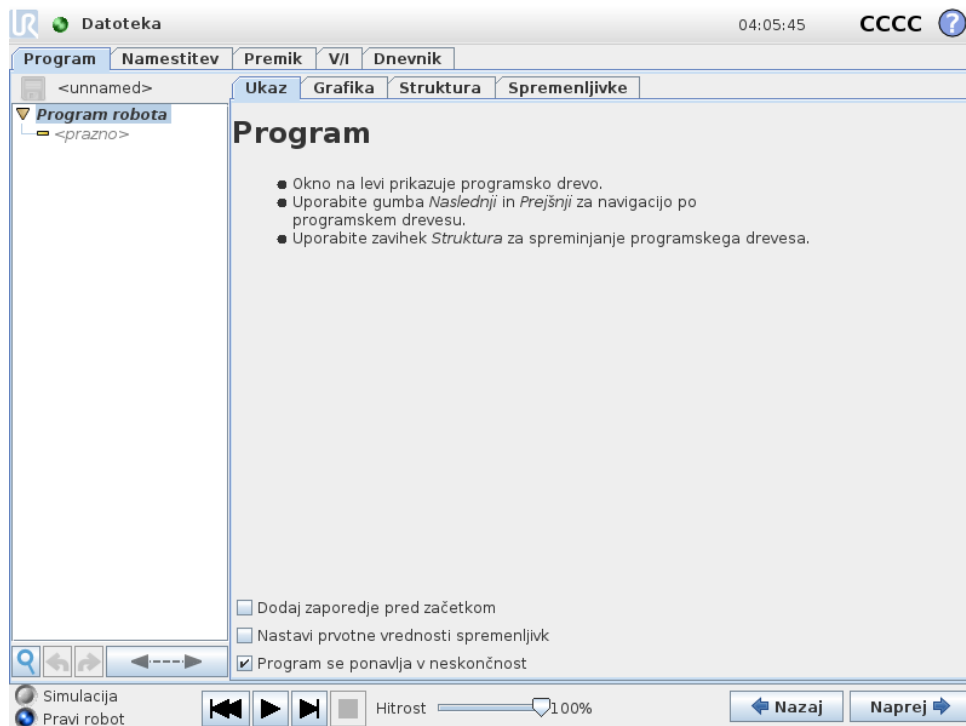 UR Datoteka 04:05:45 CCCC ?
Program Namestitev Premik V/I Dnevnik
<unnamed> Ukaz Grafika Struktura Spremenljivke
Program robota
<prazno>
Program
Okno na levi prikazuje programsko drevo.
Uporabite gumba Naslednji in Prejšnji za navigacijo po
programskem drevesu.
Uporabite zavihek Struktura za spreminjanje programskega drevesa.
Dodaj zaporedje pred začetkom
Nastavi prvotne vrednosti spremenljivk
Program se ponavlja v neskončnost
Simulacija
Pravi robot
Hitrost 100% Nazaj Naprej